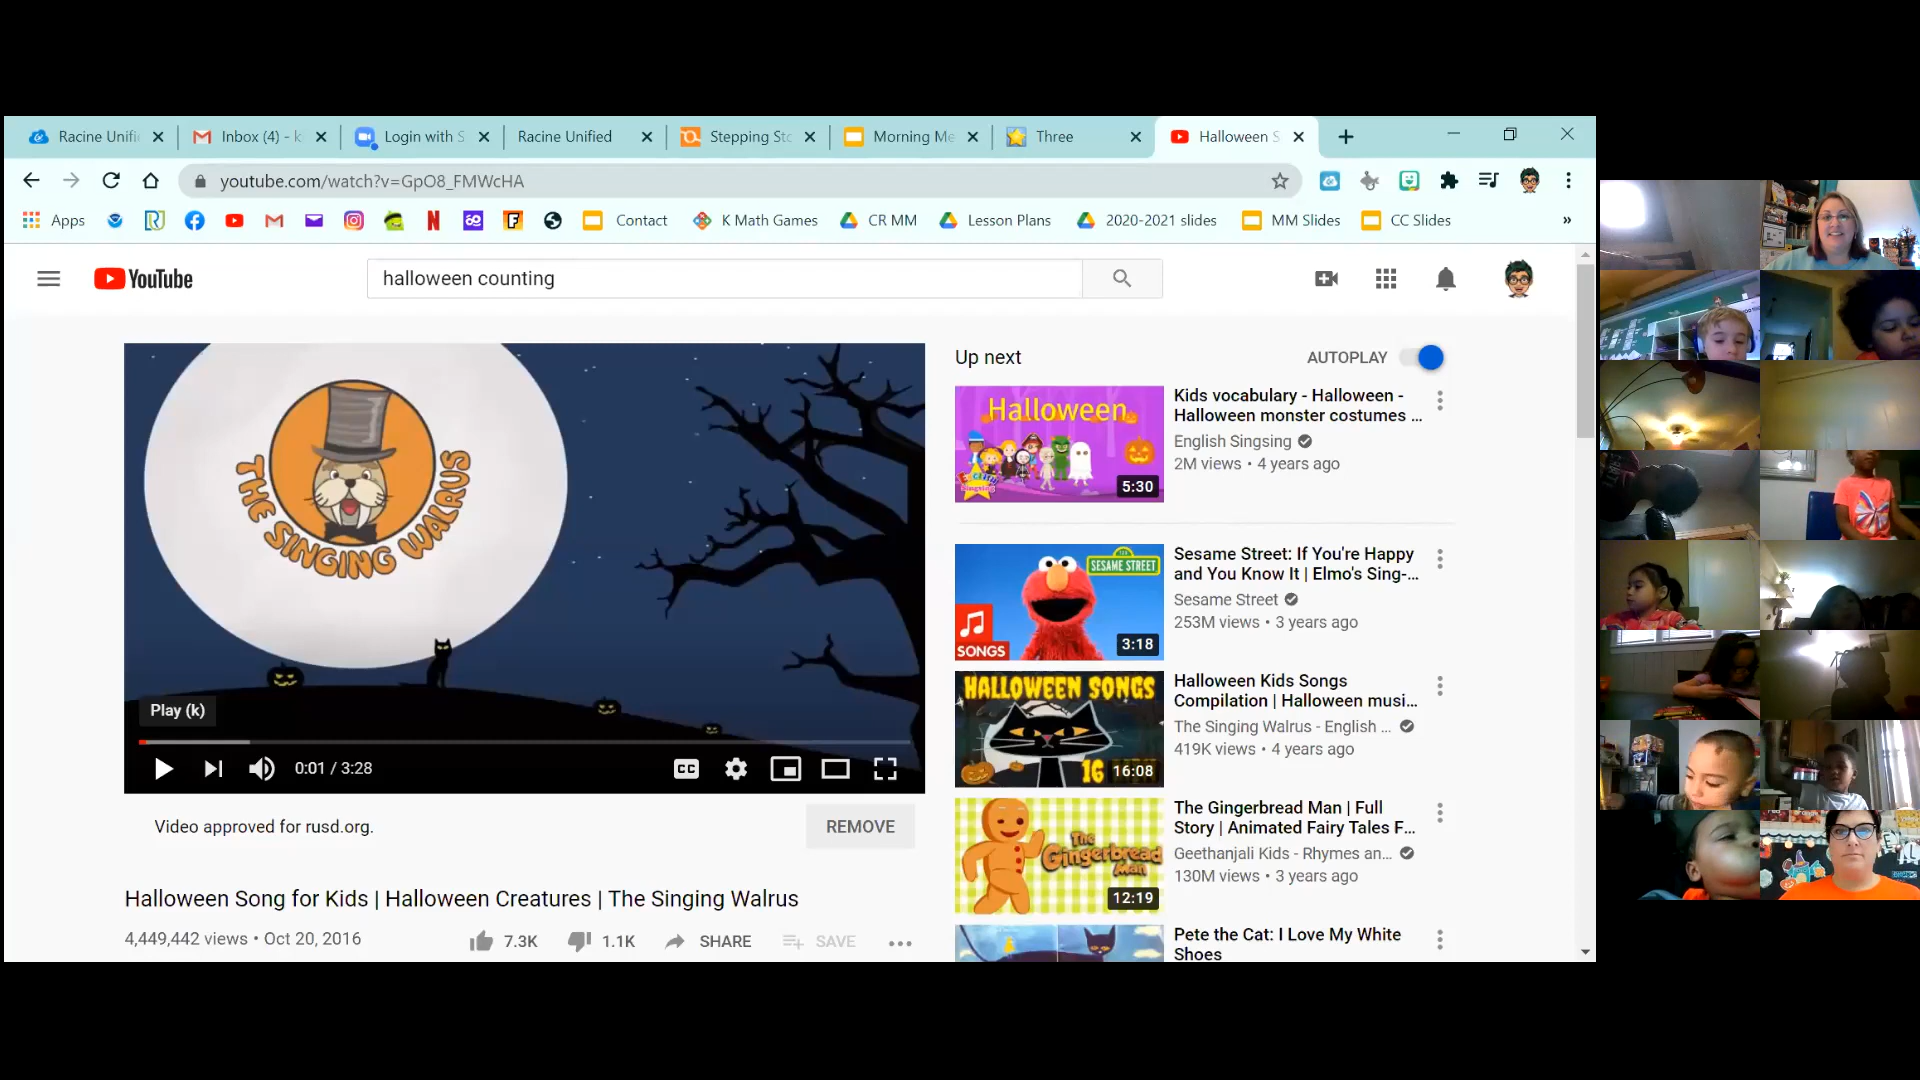 Racine Unifi
Inbox (4) - k
Login with S
Racine Unified
Stepping Sto
Morning Me
Three
Halloween S
youtube.com/watch?v=GpO8_FMWcHA
Apps
Contact
K Math Games
CR MM
Lesson Plans
2020-2021 slides
MM Slides
CC Slides
»
YouTube
halloween counting
THE SINGING WALRUS
Play (k)
0:01 / 3:28
CC
Video approved for rusd.org.
REMOVE
Halloween Song for Kids | Halloween Creatures | The Singing Walrus
4,449,442 views • Oct 20, 2016
7.3K
1.1K
SHARE
SAVE
Up next
AUTOPLAY
Halloween
5:30
Kids vocabulary - Halloween -
Halloween monster costumes ...
English Singsing
2M views • 4 years ago
SESAME STREET
SONGS
3:18
Sesame Street: If You're Happy
and You Know It | Elmo's Sing-...
Sesame Street
253M views • 3 years ago
HALLOWEEN SONGS
16
16:08
Halloween Kids Songs
Compilation | Halloween musi...
The Singing Walrus - English ...
419K views • 4 years ago
The
Gingerbread
Man
12:19
The Gingerbread Man | Full
Story | Animated Fairy Tales F...
Geethanjali Kids - Rhymes an...
130M views • 3 years ago
Pete the Cat: I Love My White
Shoes